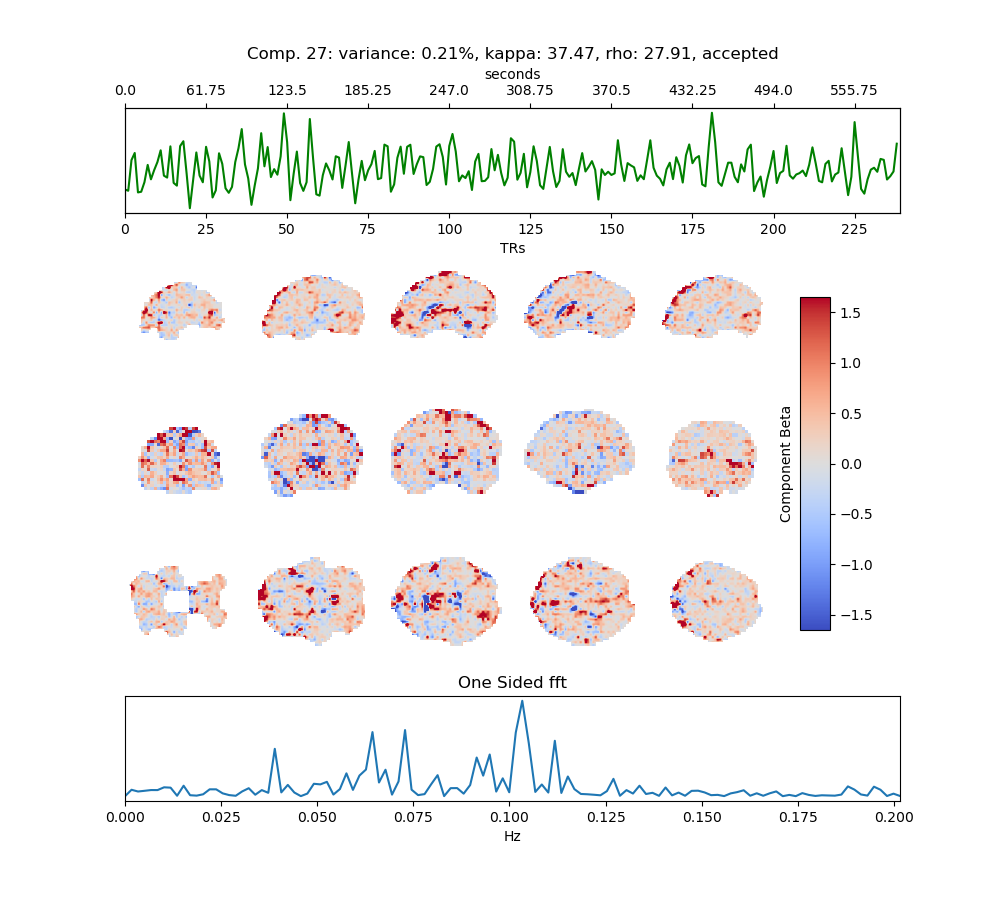 Comp. 27: variance: 0.21%, kappa: 37.47, rho: 27.91, accepted
seconds
0.0 61.75 123.5 185.25 247.0 308.75 370.5 432.25 494.0 555.75
0 25 50 75 100 125 150 175 200 225
TRs
Component Beta
1.5
1.0
0.5
0.0
−0.5
−1.0
−1.5
One Sided fft
0.000 0.025 0.050 0.075 0.100 0.125 0.150 0.175 0.200
Hz